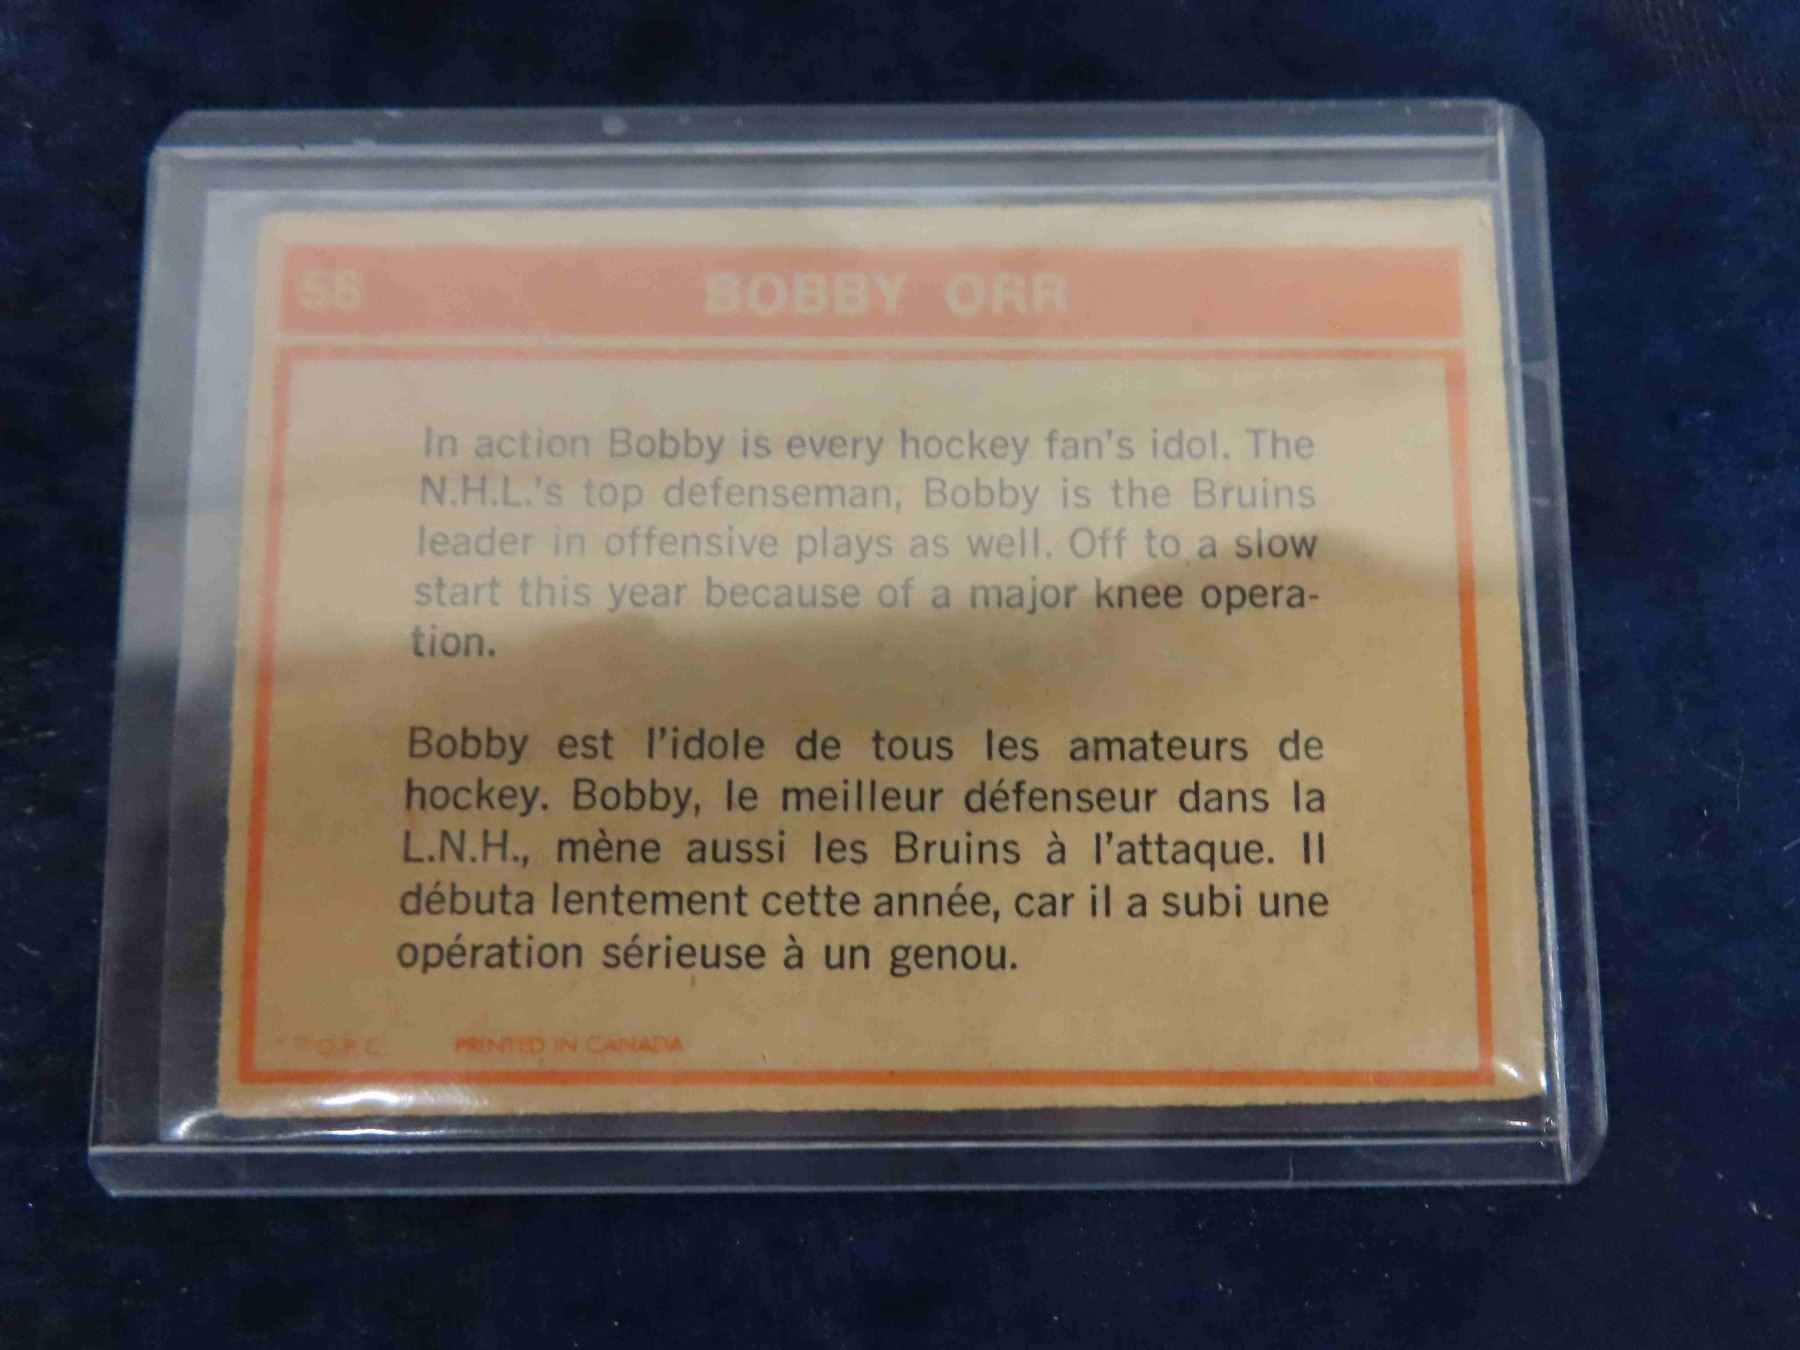 58 BOBBY ORR
In action Bobby is every hockey fan's idol. The
N.H.L.'s top defenseman, Bobby is the Bruins
leader in offensive plays as well. Off to a slow
start this year because of a major knee opera-
tion.
Bobby est l'idole de tous les amateurs de
hockey. Bobby, le meilleur défenseur dans la
L.N.H., mène aussi les Bruins à l'attaque. Il
débuta lentement cette année, car il a subi une
opération sérieuse à un genou.
O.P.C. PRINTED IN CANADA